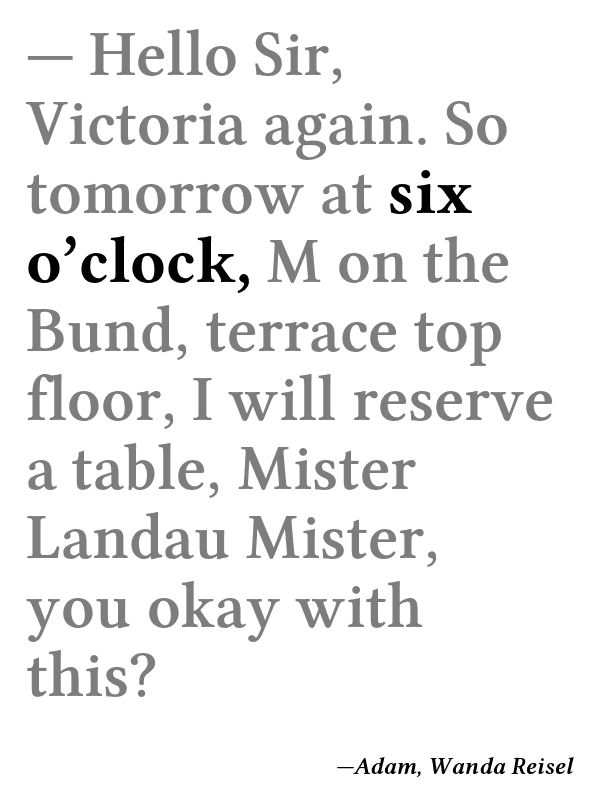 — Hello Sir,
Victoria again. So
tomorrow at six
o’clock, M on the
Bund, terrace top
floor, I will reserve
a table, Mister
Landau Mister,
you okay with
this?
—Adam, Wanda Reisel